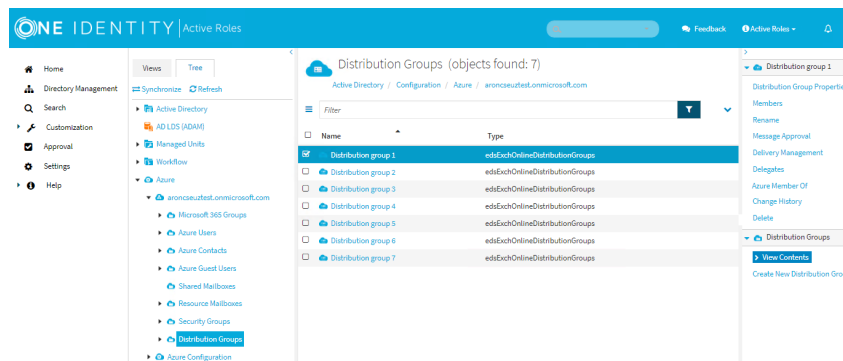 ONE IDENTITY Active Roles
Feedback
Active Roles
Home
Directory Management
Search
Customization
Approval
Settings
Help
Views Tree
Synchronize Refresh
Active Directory
AD LDS (ADAM)
Managed Units
Workflow
Azure
aroncseuztest.onmicrosoft.com
Microsoft 365 Groups
Azure Users
Azure Contacts
Azure Guest Users
Shared Mailboxes
Resource Mailboxes
Security Groups
Distribution Groups
Azure Configuration
Distribution Groups (objects found: 7)
Active Directory / Configuration / Azure / aroncseuztest.onmicrosoft.com
Filter
Name Type
Distribution group 1 edsExchOnlineDistributionGroups
Distribution group 2 edsExchOnlineDistributionGroups
Distribution group 3 edsExchOnlineDistributionGroups
Distribution group 4 edsExchOnlineDistributionGroups
Distribution group 5 edsExchOnlineDistributionGroups
Distribution group 6 edsExchOnlineDistributionGroups
Distribution group 7 edsExchOnlineDistributionGroups
Distribution group 1
Distribution Group Propertie
Members
Rename
Message Approval
Delivery Management
Delegates
Azure Member Of
Change History
Delete
Distribution Groups
View Contents
Create New Distribution Gro